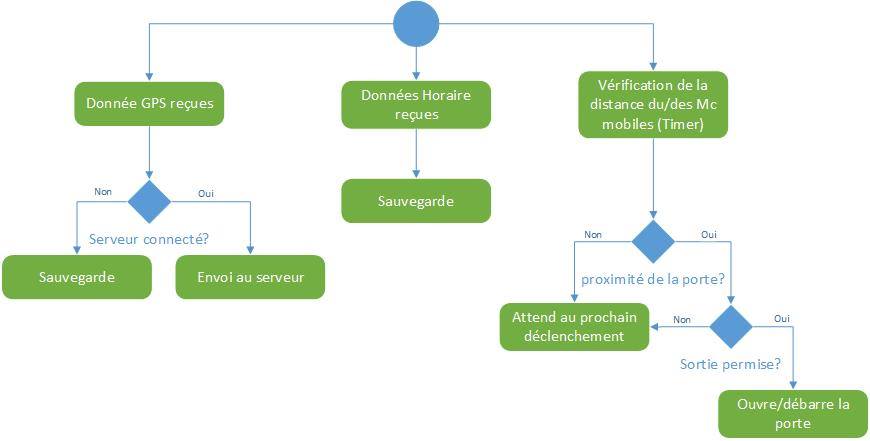 Donnée GPS reçues
Données Horaire
reçues
Vérification de la
distance du/des Mc
mobiles (Timer)
Non
Oui
Serveur connecté?
Sauvegarde
Envoi au serveur
Sauvegarde
Non
Oui
proximité de la porte?
Attend au prochain
déclenchement
Non
Oui
Sortie permise?
Ouvre/débarre la
porte